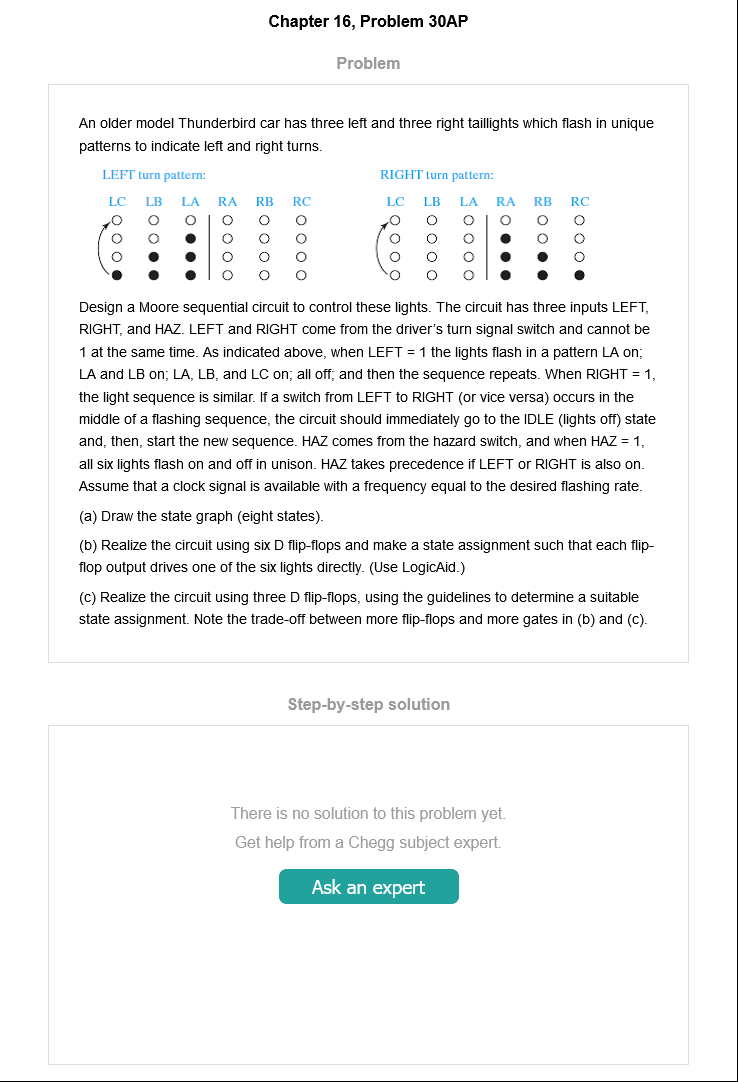 Chapter 16, Problem 30AP
Problem
An older model Thunderbird car has three left and three right taillights which flash in unique
patterns to indicate left and right turns.
LEFT turn pattern: RIGHT turn pattern:
LC LB LA RA RB RC LC LB LA RA RB RC
Design a Moore sequential circuit to control these lights. The circuit has three inputs LEFT,
RIGHT, and HAZ. LEFT and RIGHT come from the driver's turn signal switch and cannot be
1 at the same time. As indicated above, when LEFT = 1 the lights flash in a pattern LA on;
LA and LB on; LA, LB, and LC on; all off; and then the sequence repeats. When RIGHT = 1,
the light sequence is similar. If a switch from LEFT to RIGHT (or vice versa) occurs in the
middle of a flashing sequence, the circuit should immediately go to the IDLE (lights off) state
and, then, start the new sequence. HAZ comes from the hazard switch, and when HAZ = 1,
all six lights flash on and off in unison. HAZ takes precedence if LEFT or RIGHT is also on.
Assume that a clock signal is available with a frequency equal to the desired flashing rate.
(a) Draw the state graph (eight states).
(b) Realize the circuit using six D flip-flops and make a state assignment such that each flip-
flop output drives one of the six lights directly. (Use LogicAid.)
(c) Realize the circuit using three D flip-flops, using the guidelines to determine a suitable
state assignment. Note the trade-off between more flip-flops and more gates in (b) and (c).
Step-by-step solution
There is no solution to this problem yet.
Get help from a Chegg subject expert.
Ask an expert